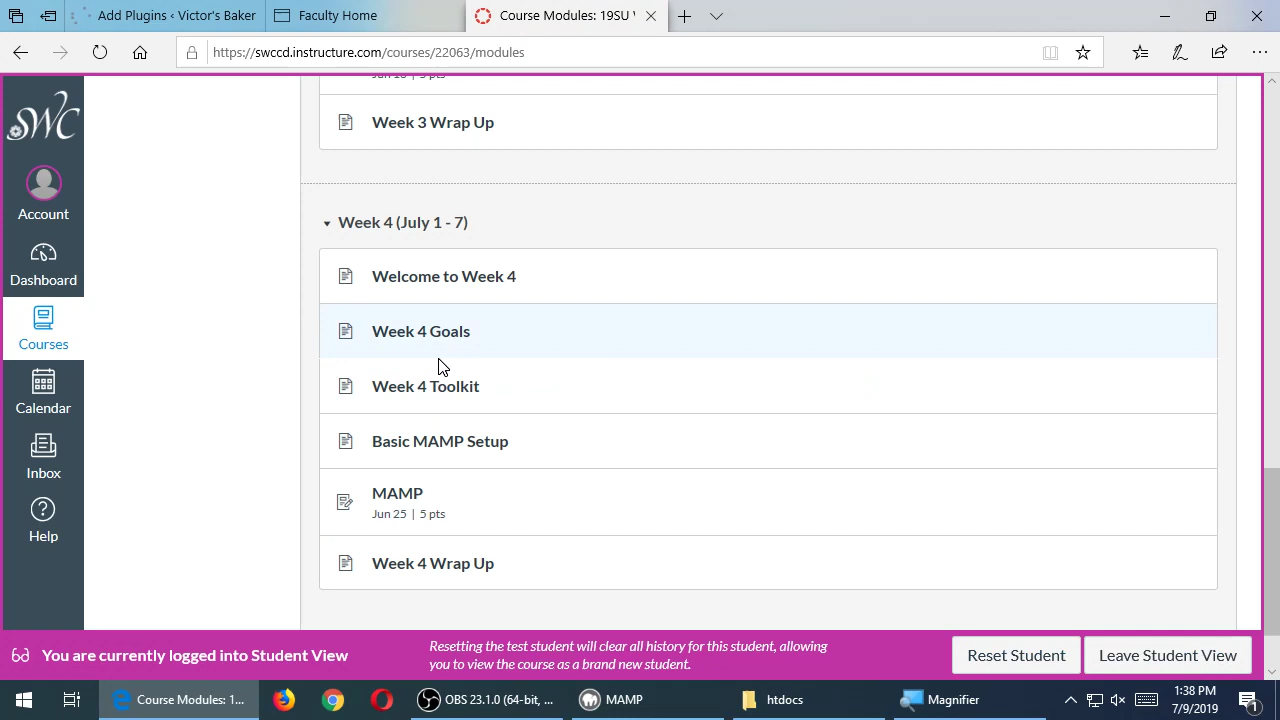 Add Plugins ‹ Victor's Baker
Faculty Home
Course Modules: 19SU
https://swccd.instructure.com/courses/22063/modules
SWC
Account
Dashboard
Courses
Calendar
Inbox
Help
Week 3 Wrap Up
Week 4 (July 1 - 7)
Welcome to Week 4
Week 4 Goals
Week 4 Toolkit
Basic MAMP Setup
MAMP
Jun 25 | 5 pts
Week 4 Wrap Up
You are currently logged into Student View
Resetting the test student will clear all history for this student, allowing
you to view the course as a brand new student.
Reset Student
Leave Student View
Course Modules: 1...
OBS 23.1.0 (64-bit, ...
MAMP
htdocs
Magnifier
1:38 PM
7/9/2019
1